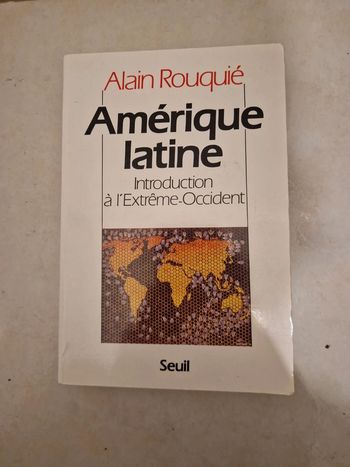 Alain Rouquié
Amérique
latine
Introduction
à l'Extrême-Occident
Seuil